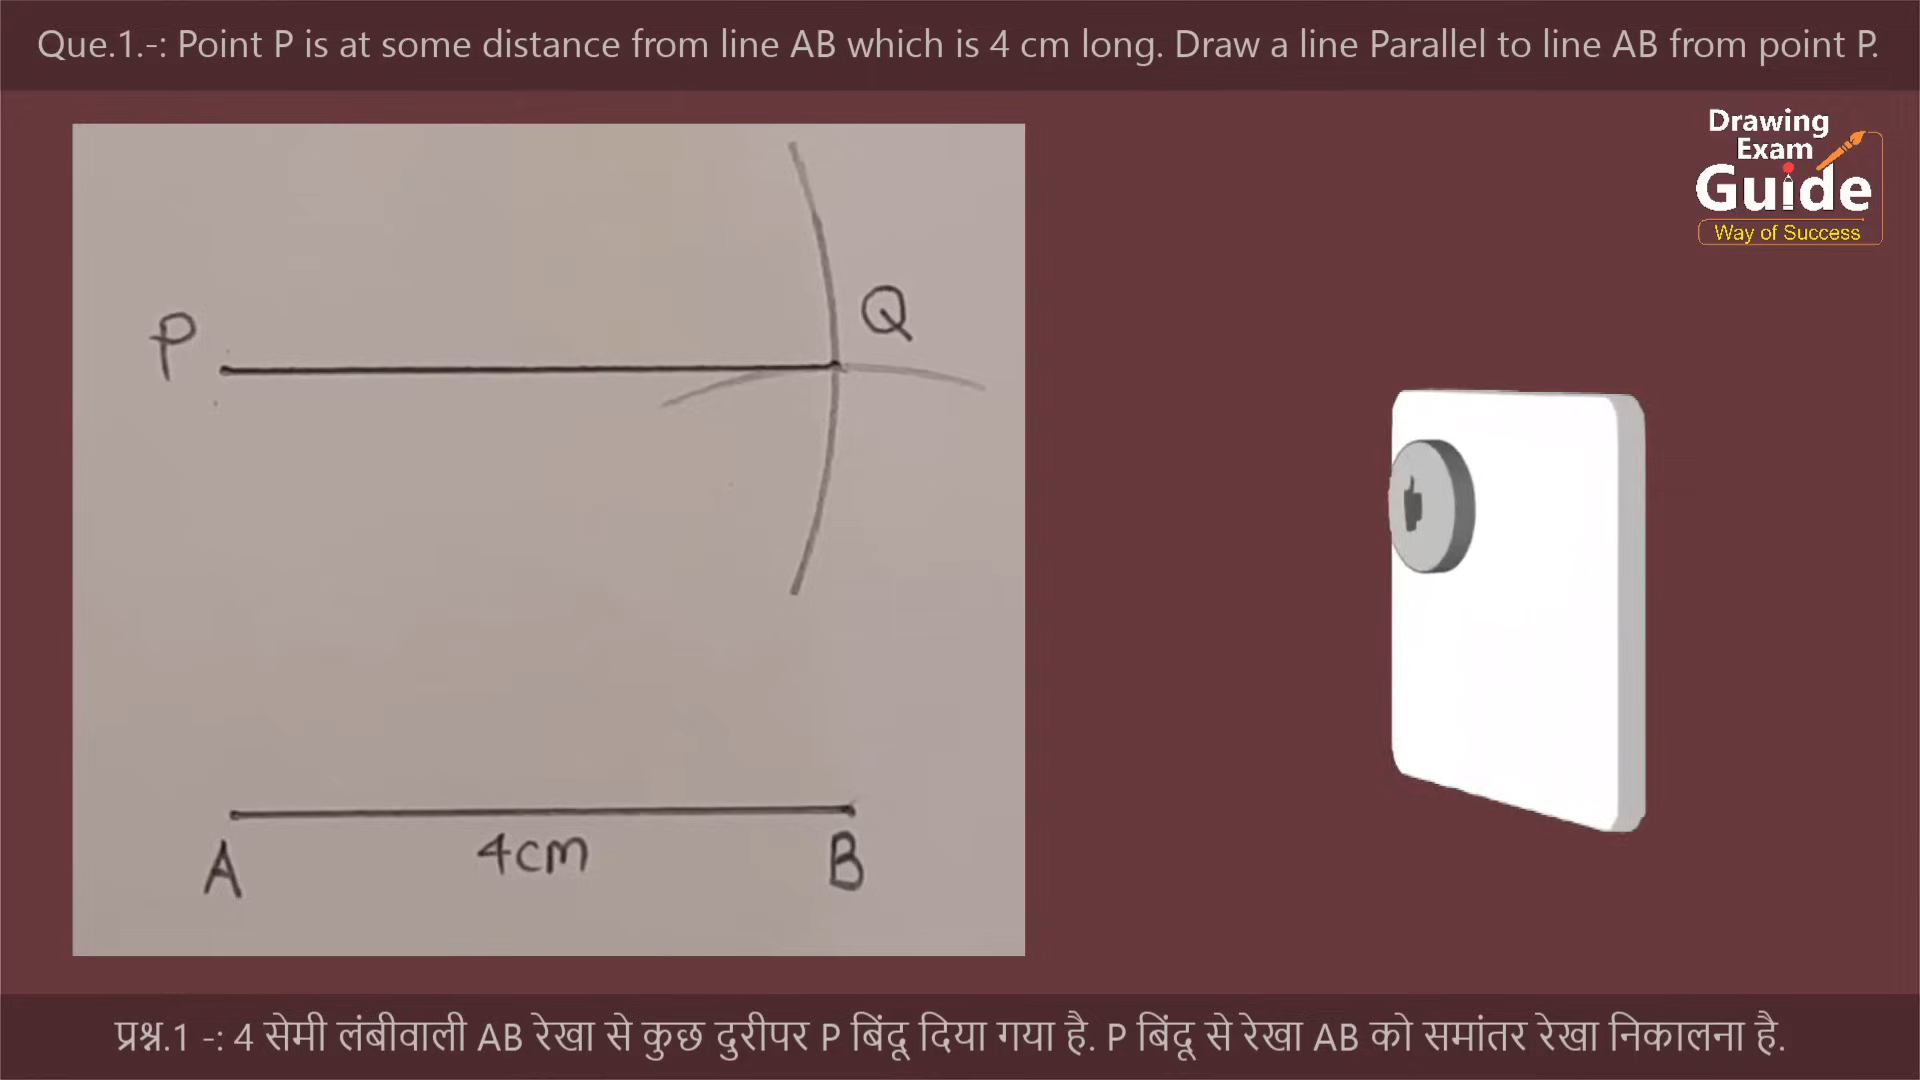 Que.1.-: Point P is at some distance from line AB which is 4 cm long. Draw a line Parallel to line AB from point P.
Drawing
Exam
Guide
Way of Success
P
Q
A
4cm
B
प्रश्न.1 -: 4 सेमी लंबीवाली AB रेखा से कुछ दुरीपर P बिंदू दिया गया है. P बिंदू से रेखा AB को समांतर रेखा निकालना है.